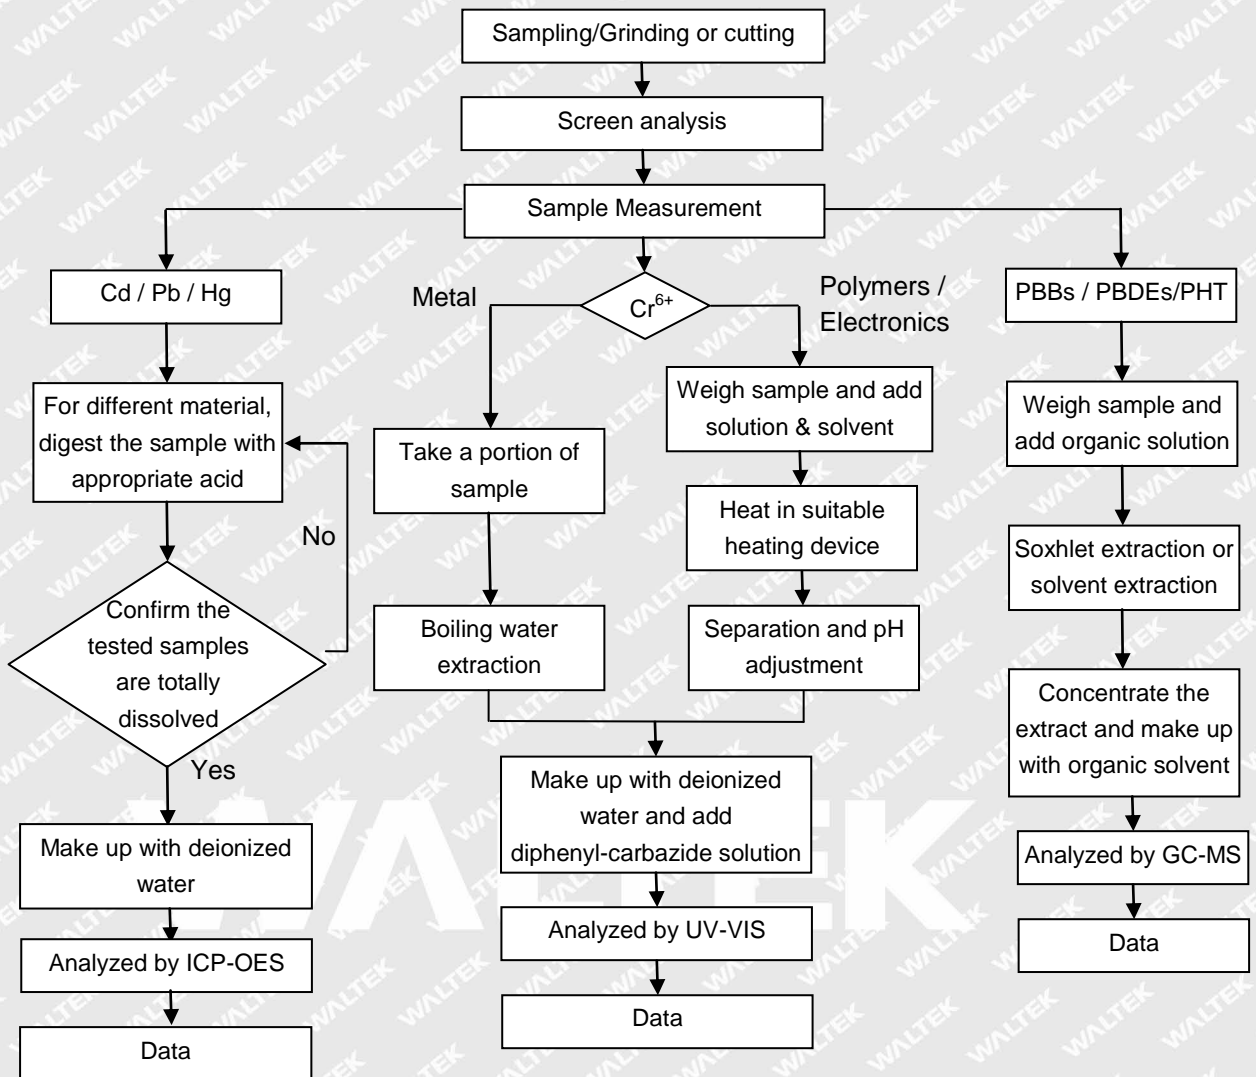 Sampling/Grinding or cutting
Screen analysis
Sample Measurement
Cd / Pb / Hg
For different material,
digest the sample with
appropriate acid
No
Confirm the
tested samples
are totally
dissolved
Yes
Make up with deionized
water
Analyzed by ICP-OES
Data
Metal
Cr⁶⁺
Polymers /
Electronics
Take a portion of
sample
Boiling water
extraction
Weigh sample and add
solution & solvent
Heat in suitable
heating device
Separation and pH
adjustment
Make up with deionized
water and add
diphenyl-carbazide solution
Analyzed by UV-VIS
Data
PBBs / PBDEs/PHT
Weigh sample and
add organic solution
Soxhlet extraction or
solvent extraction
Concentrate the
extract and make up
with organic solvent
Analyzed by GC-MS
Data
WALTEK